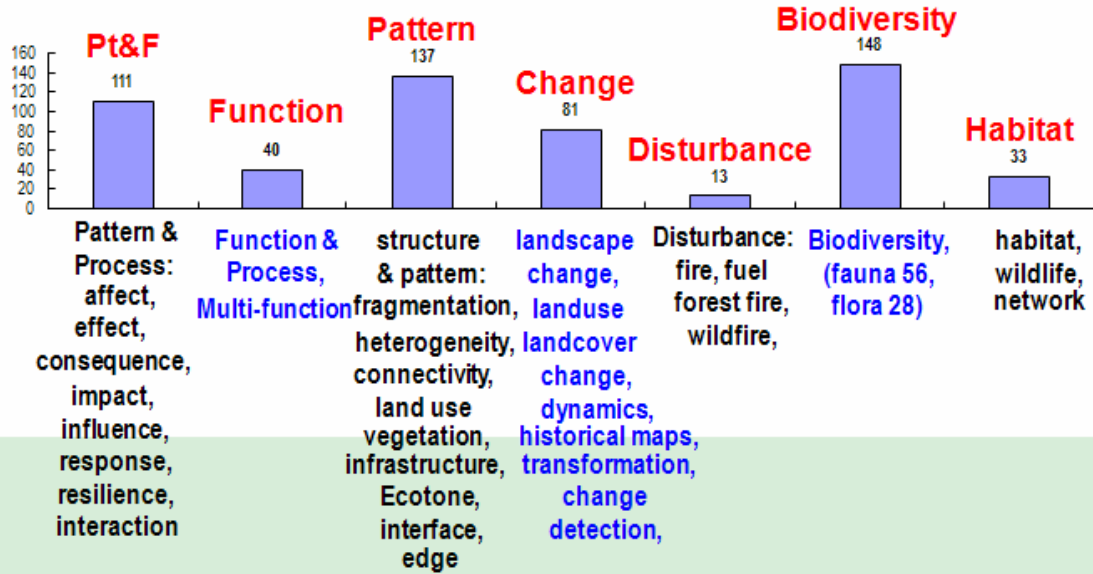 Pt&F
111
Function
40
Pattern
137
Change
81
Disturbance
13
Biodiversity
148
Habitat
33
160
140
120
100
80
60
40
20
0
Pattern &
Process:
affect,
effect,
consequence,
impact,
influence,
response,
resilience,
interaction
Function &
Process,
Multi-function
structure
& pattern:
fragmentation,
heterogeneity,
connectivity,
land use
vegetation,
infrastructure,
Ecotone,
interface,
edge
landscape
change,
landuse
landcover
change,
dynamics,
historical maps,
transformation,
change
detection,
Disturbance:
fire, fuel
forest fire,
wildfire,
Biodiversity,
(fauna 56,
flora 28)
habitat,
wildlife,
network